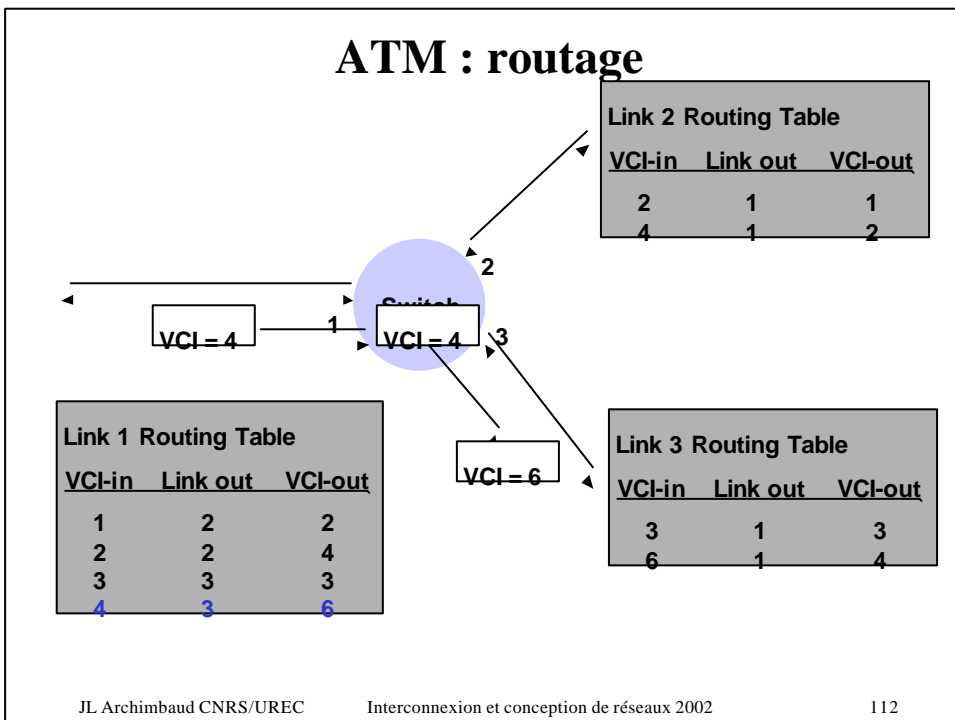 ATM : routage
Link 2 Routing Table
VCI-in Link out VCI-out
2 1 1
4 1 2
2
Switch
1
3
VCI = 4
VCI = 4
VCI = 6
Link 1 Routing Table
VCI-in Link out VCI-out
1 2 2
2 2 4
3 3 3
4 3 6
Link 3 Routing Table
VCI-in Link out VCI-out
3 1 3
6 1 4
JL Archimbaud CNRS/UREC Interconnexion et conception de réseaux 2002 112